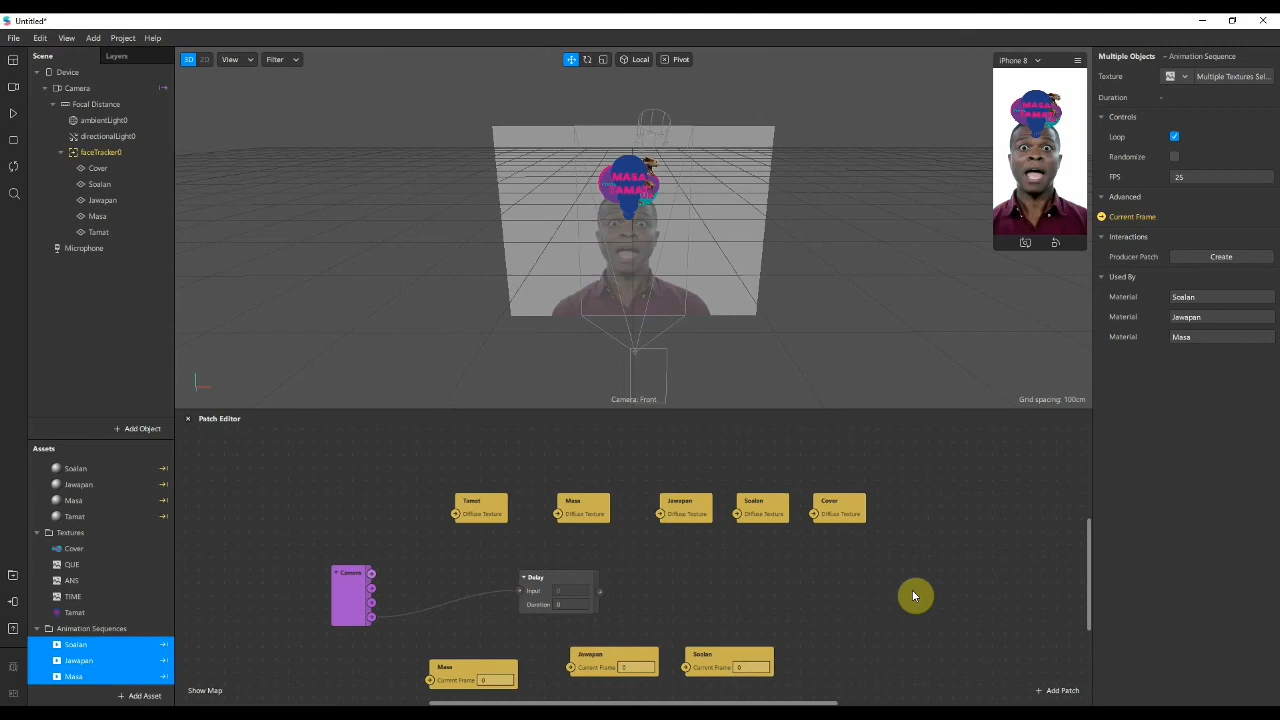 Untitled*
File Edit View Add Project Help
Scene Layers
Device
Camera
Focal Distance
ambientLight0
directionalLight0
faceTracker0
Cover
Soalan
Jawapan
Masa
Tamat
Microphone
Add Object
Assets
Soalan
Jawapan
Masa
Tamat
Textures
Cover
QUE
ANS
TIME
Tamat
Animation Sequences
Soalan
Jawapan
Masa
Add Asset
3D 2D View Filter Local Pivot
MASA
TAMAT
Camera: Front
Grid spacing: 100cm
iPhone 8
MASA
TAMAT
Patch Editor
Tamat
Diffuse Texture
Masa
Diffuse Texture
Jawapan
Diffuse Texture
Soalan
Diffuse Texture
Cover
Diffuse Texture
Camera
Delay
Input 0
Duration 0
Masa
Current Frame 0
Jawapan
Current Frame 0
Soalan
Current Frame 0
Show Map
Add Patch
Multiple Objects - Animation Sequence
Texture Multiple Textures Sel...
Duration -
Controls
Loop
Randomize
FPS 25
Advanced
Current Frame
Interactions
Producer Patch Create
Used By
Material Soalan
Material Jawapan
Material Masa